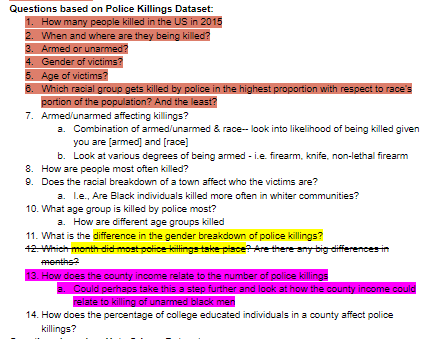 Questions based on Police Killings Dataset:
1. How many people killed in the US in 2015
2. When and where are they being killed?
3. Armed or unarmed?
4. Gender of victims?
5. Age of victims?
6. Which racial group gets killed by police in the highest proportion with respect to race's
portion of the population? And the least?
7. Armed/unarmed affecting killings?
a. Combination of armed/unarmed & race-- look into likelihood of being killed given
you are [armed] and [race]
b. Look at various degrees of being armed - i.e. firearm, knife, non-lethal firearm
8. How are people most often killed?
9. Does the racial breakdown of a town affect who the victims are?
a. I.e., Are Black individuals killed more often in whiter communities?
10. What age group is killed by police most?
a. How are different age groups killed
11. What is the difference in the gender breakdown of police killings?
12. Which month did most police killings take place? Are there any big differences in
months?
13. How does the county income relate to the number of police killings
a. Could perhaps take this a step further and look at how the county income could
relate to killing of unarmed black men
14. How does the percentage of college educated individuals in a county affect police
killings?